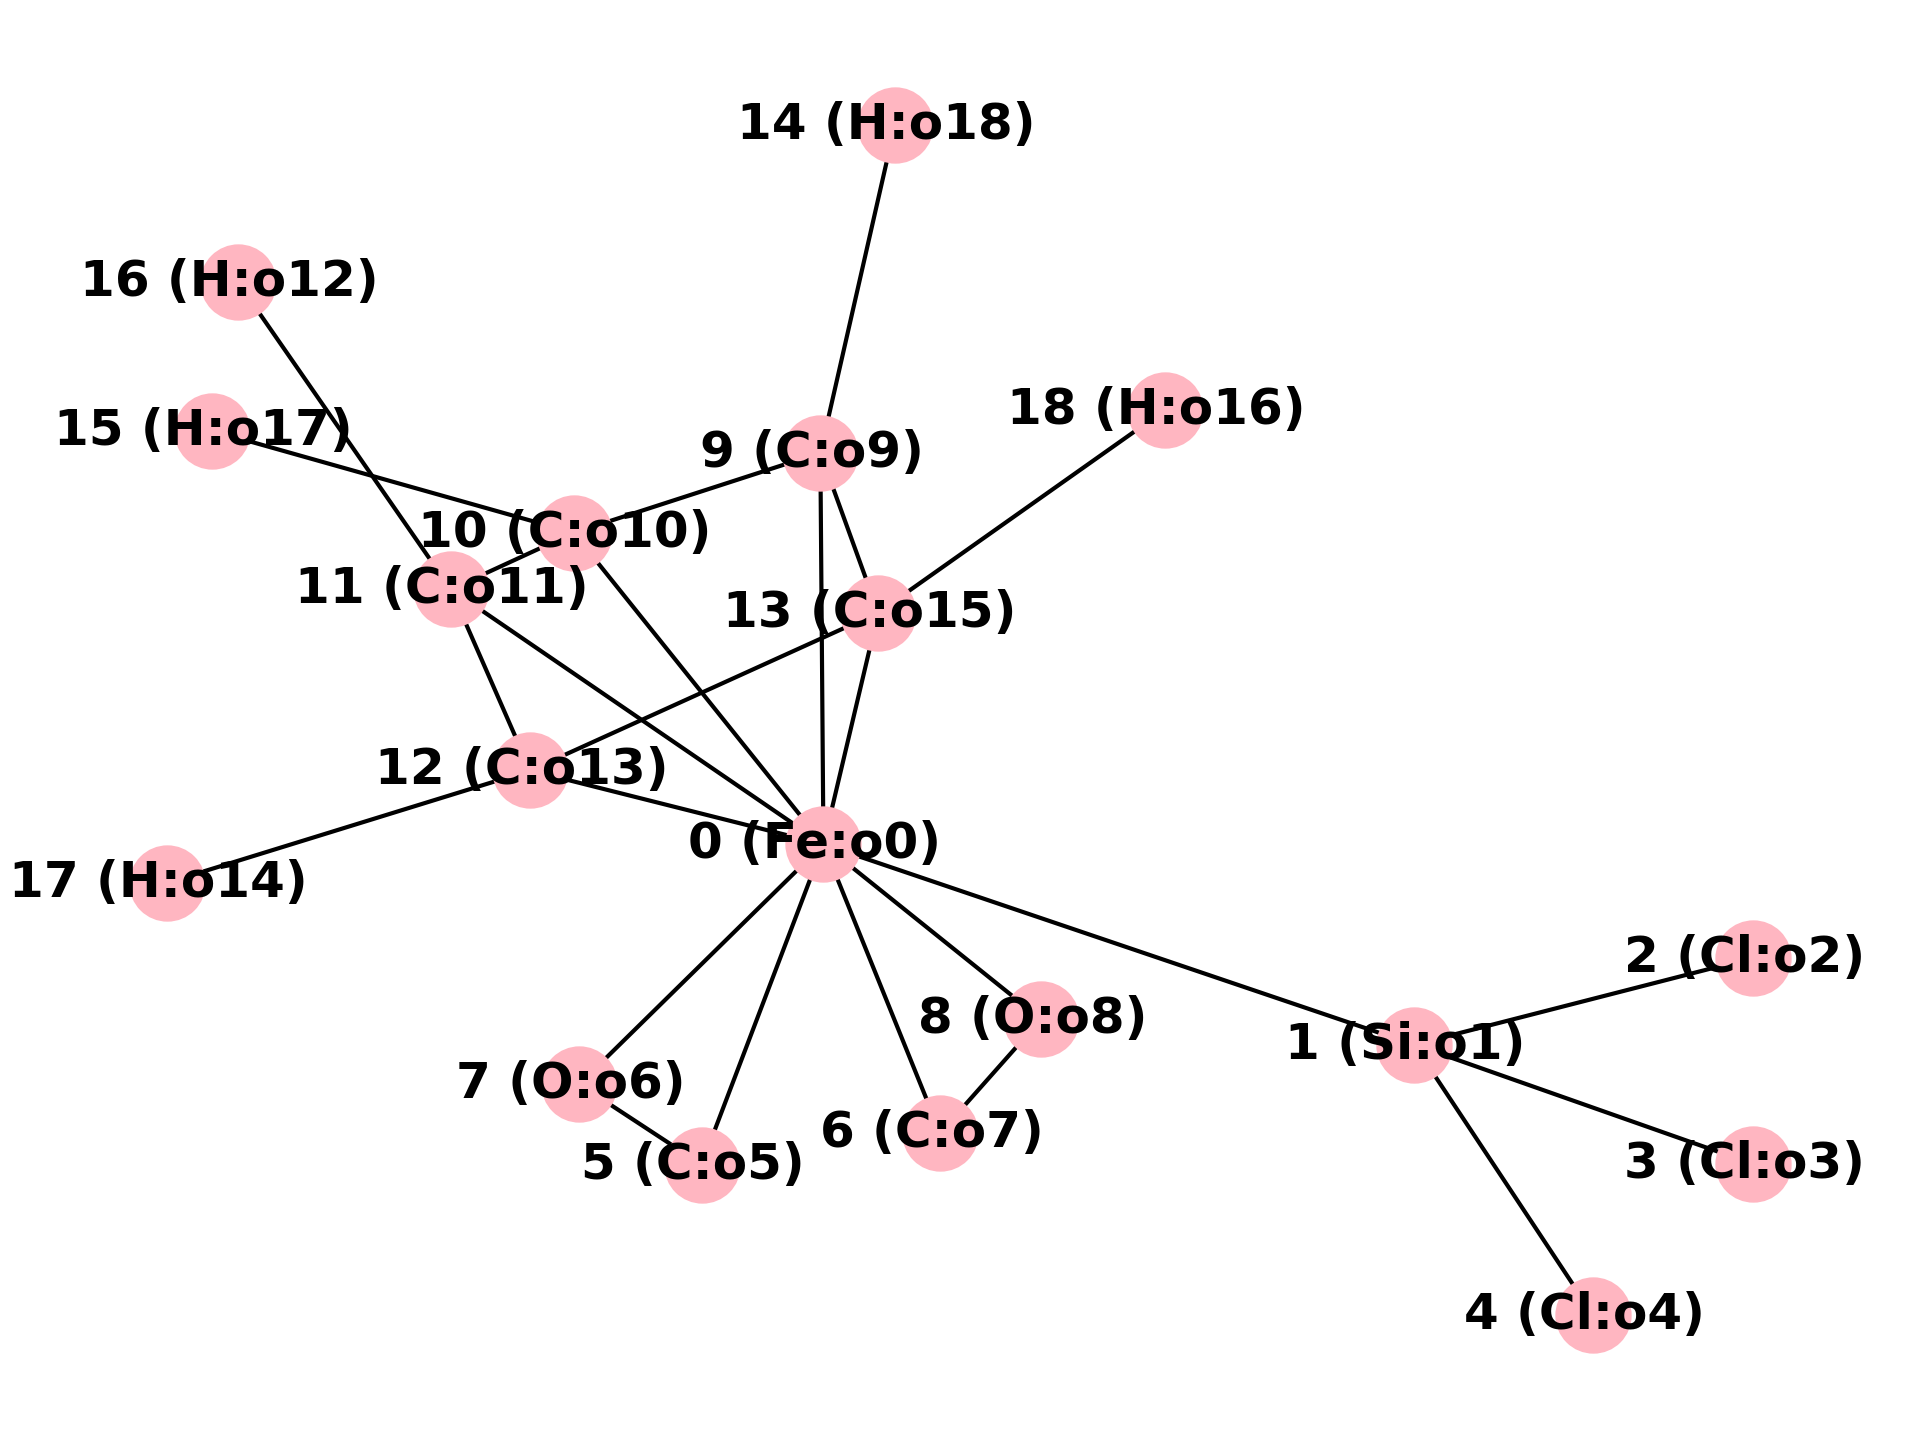 14 (H:o18)
16 (H:o12)
18 (H:o16)
15 (H:o17)
9 (C:o9)
10 (C:o10)
11 (C:o11)
13 (C:o15)
12 (C:o13)
0 (Fe:o0)
17 (H:o14)
2 (Cl:o2)
8 (O:o8)
1 (Si:o1)
7 (O:o6)
6 (C:o7)
5 (C:o5)
3 (Cl:o3)
4 (Cl:o4)